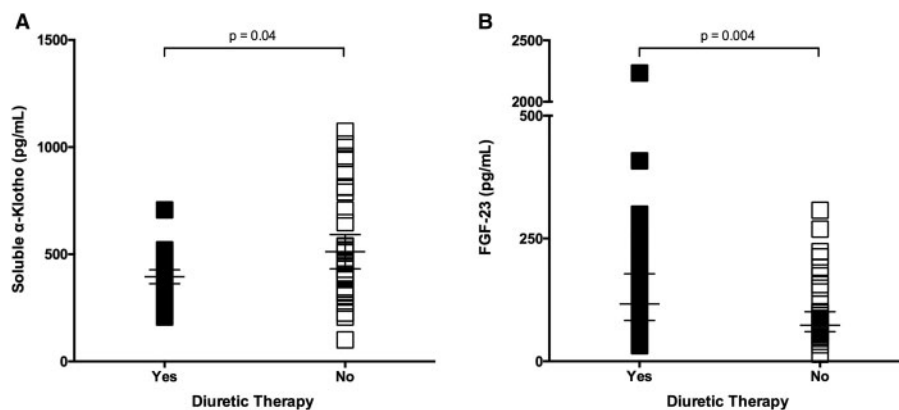 A
p = 0.04
1500
1000
500
0
Soluble α-Klotho (pg/mL)
Yes
No
Diuretic Therapy
B
p = 0.004
2500
2000
500
250
0
FGF-23 (pg/mL)
Yes
No
Diuretic Therapy